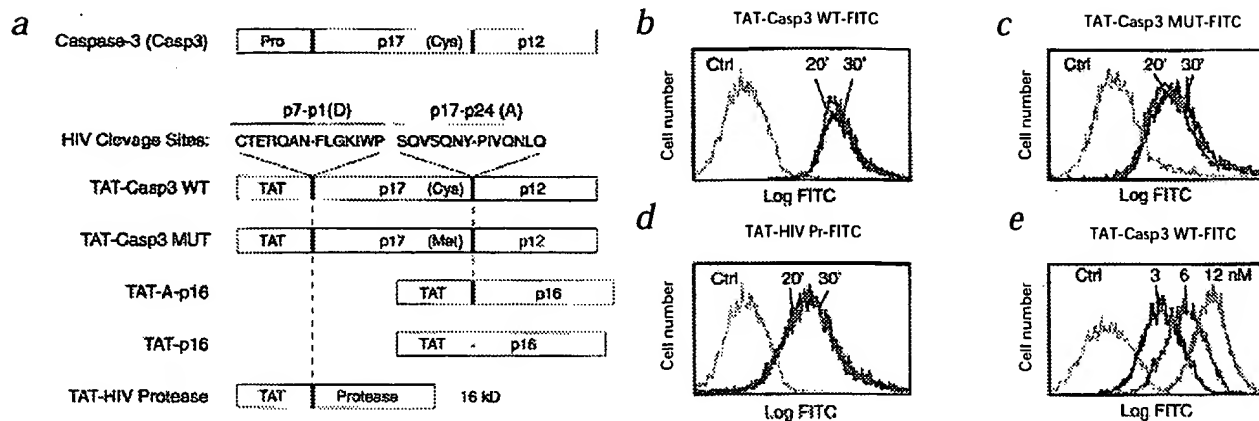 a
Caspase-3 (Casp3)
Pro
p17
(Cys)
p12
p7-p1(D)
p17-p24 (A)
HIV Clevage Sites:
CTERQAN-FLGKIWP
SQVSQNY-PIVQNLQ
TAT-Casp3 WT
TAT
p17
(Cys)
p12
TAT-Casp3 MUT
TAT
p17
(Met)
p12
TAT-A-p16
TAT
p16
TAT-p16
TAT
p16
TAT-HIV Protease
TAT
Protease
16 kD
b
TAT-Casp3 WT-FITC
Cell number
Ctrl
20'
30'
Log FITC
c
TAT-Casp3 MUT-FITC
Cell number
Ctrl
20'
30'
Log FITC
d
TAT-HIV Pr-FITC
Cell number
Ctrl
20'
30'
Log FITC
e
TAT-Casp3 WT-FITC
Cell number
Ctrl
3
6
12 nM
Log FITC